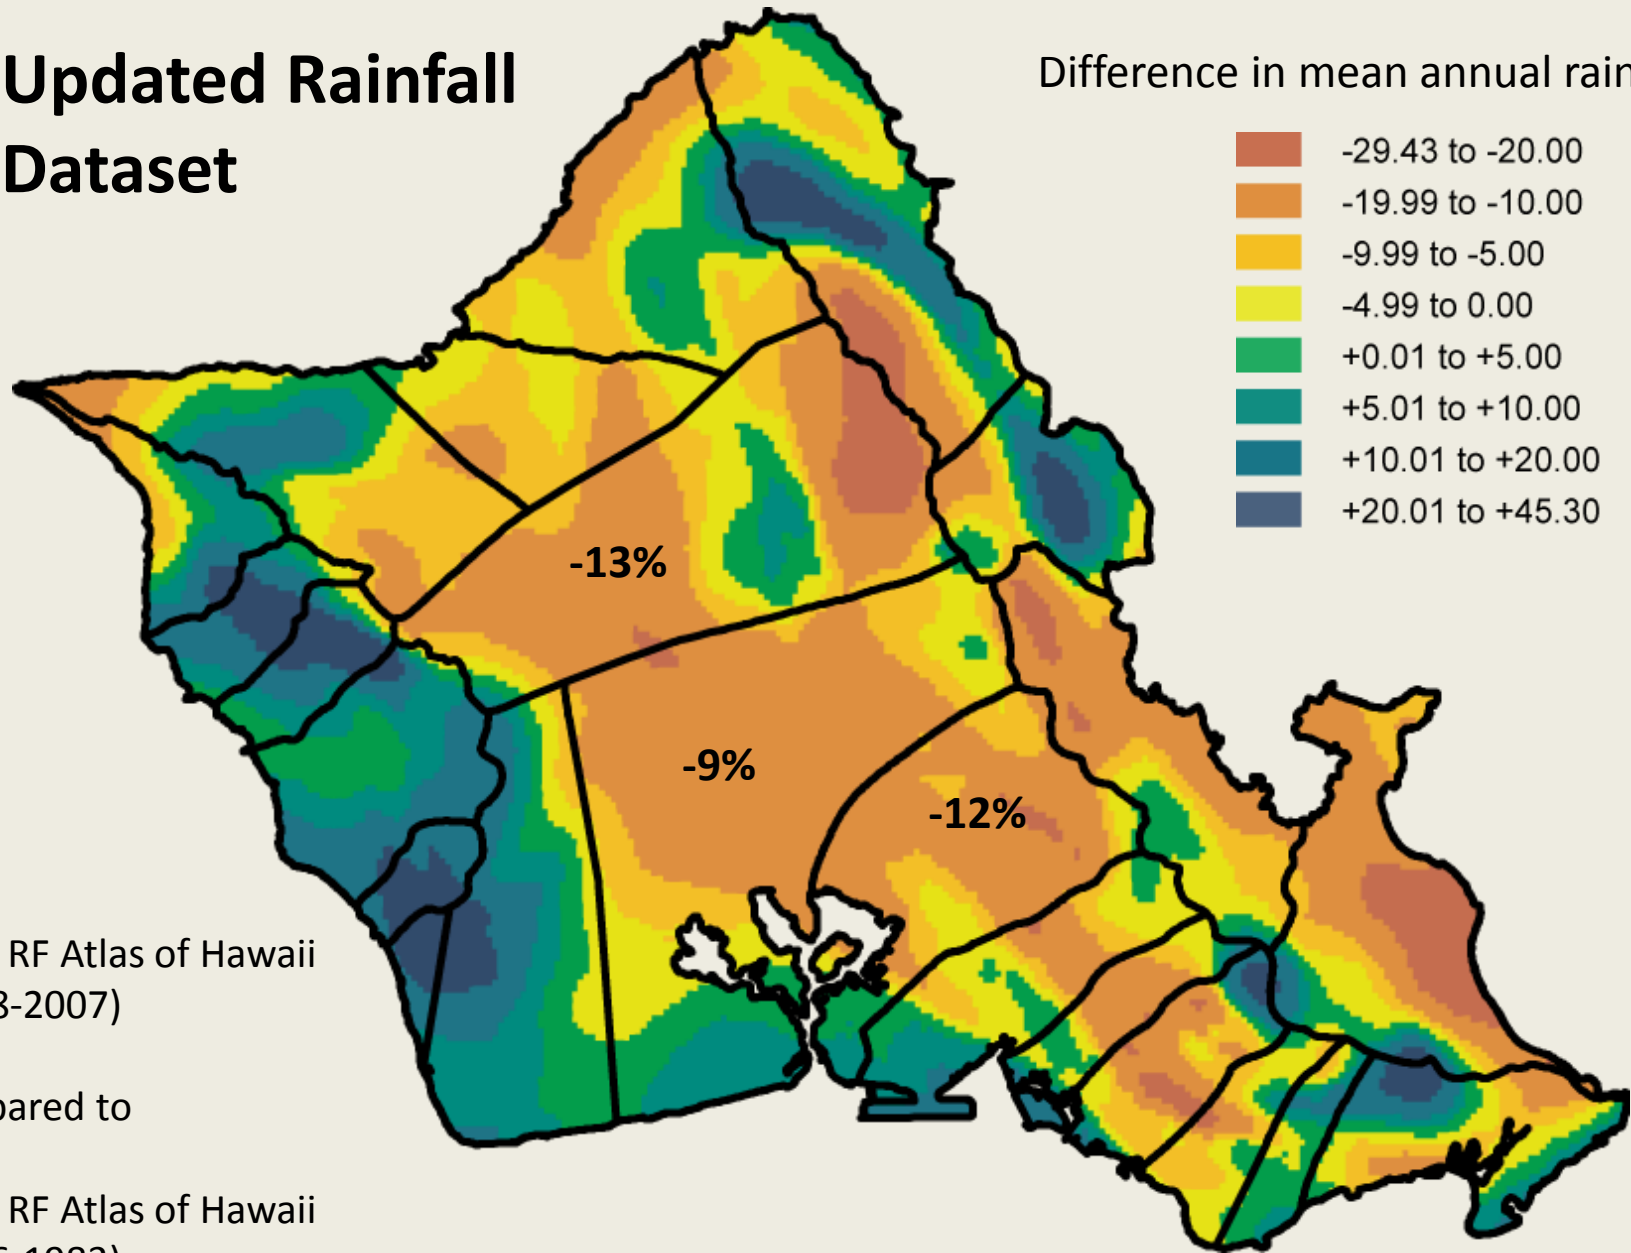 Updated Rainfall
Dataset
Difference in mean annual rain
-29.43 to -20.00
-19.99 to -10.00
-9.99 to -5.00
-4.99 to 0.00
+0.01 to +5.00
+5.01 to +10.00
+10.01 to +20.00
+20.01 to +45.30
-13%
-9%
-12%
RF Atlas of Hawaii
8-2007)
pared to
RF Atlas of Hawaii